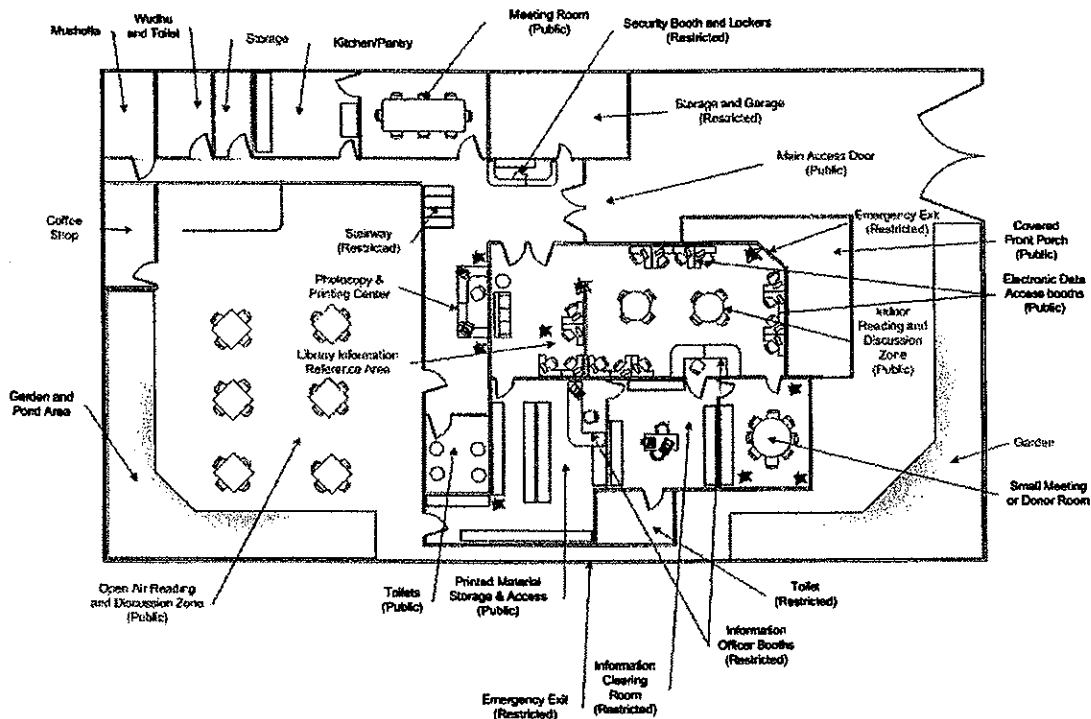 Musholla
Wudhu
and Toilet
Storage
Kitchen/Pantry
Meeting Room
(Public)
Security Booth and Lockers
(Restricted)
Storage and Garage
(Restricted)
Main Access Door
(Public)
Coffee
Shop
Stairway
(Restricted)
Emergency Exit
(Restricted)
Covered
Front Porch
(Public)
Photocopy &
Printing Center
Electronic Data
Access booths
(Public)
Indoor
Reading and
Discussion
Zone
(Public)
Library Information
Reference Area
Garden and
Pond Area
Garden
Small Meeting
or Donor Room
Open Air Reading
and Discussion Zone
(Public)
Toilets
(Public)
Printed Material
Storage & Access
(Public)
Toilet
(Restricted)
Information
Officer Booths
(Restricted)
Information
Clearing
Room
(Restricted)
Emergency Exit
(Restricted)